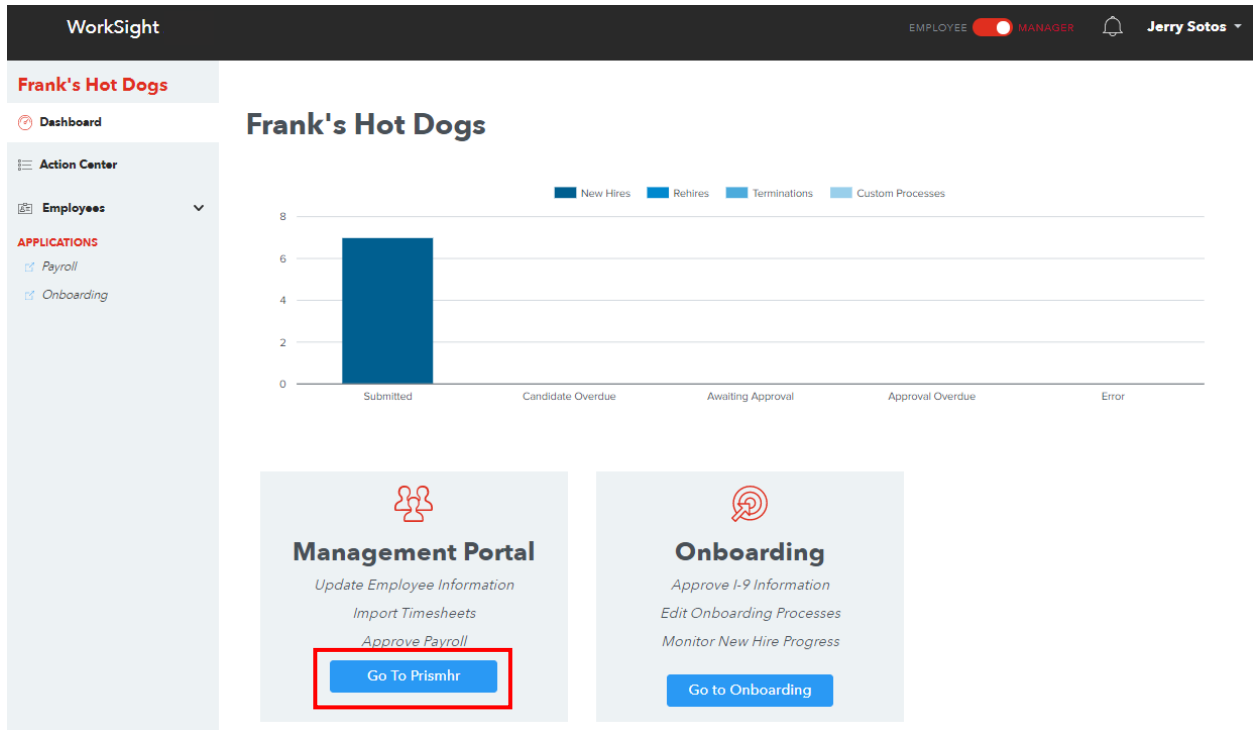 WorkSight
EMPLOYEE MANAGER Jerry Sotos
Frank's Hot Dogs
Dashboard
Action Center
Employees
APPLICATIONS
Payroll
Onboarding
Frank's Hot Dogs
New Hires Rehires Terminations Custom Processes
8
6
4
2
0
Submitted Candidate Overdue Awaiting Approval Approval Overdue Error
Management Portal
Update Employee Information
Import Timesheets
Approve Payroll
Go To Prismhr
Onboarding
Approve I-9 Information
Edit Onboarding Processes
Monitor New Hire Progress
Go to Onboarding